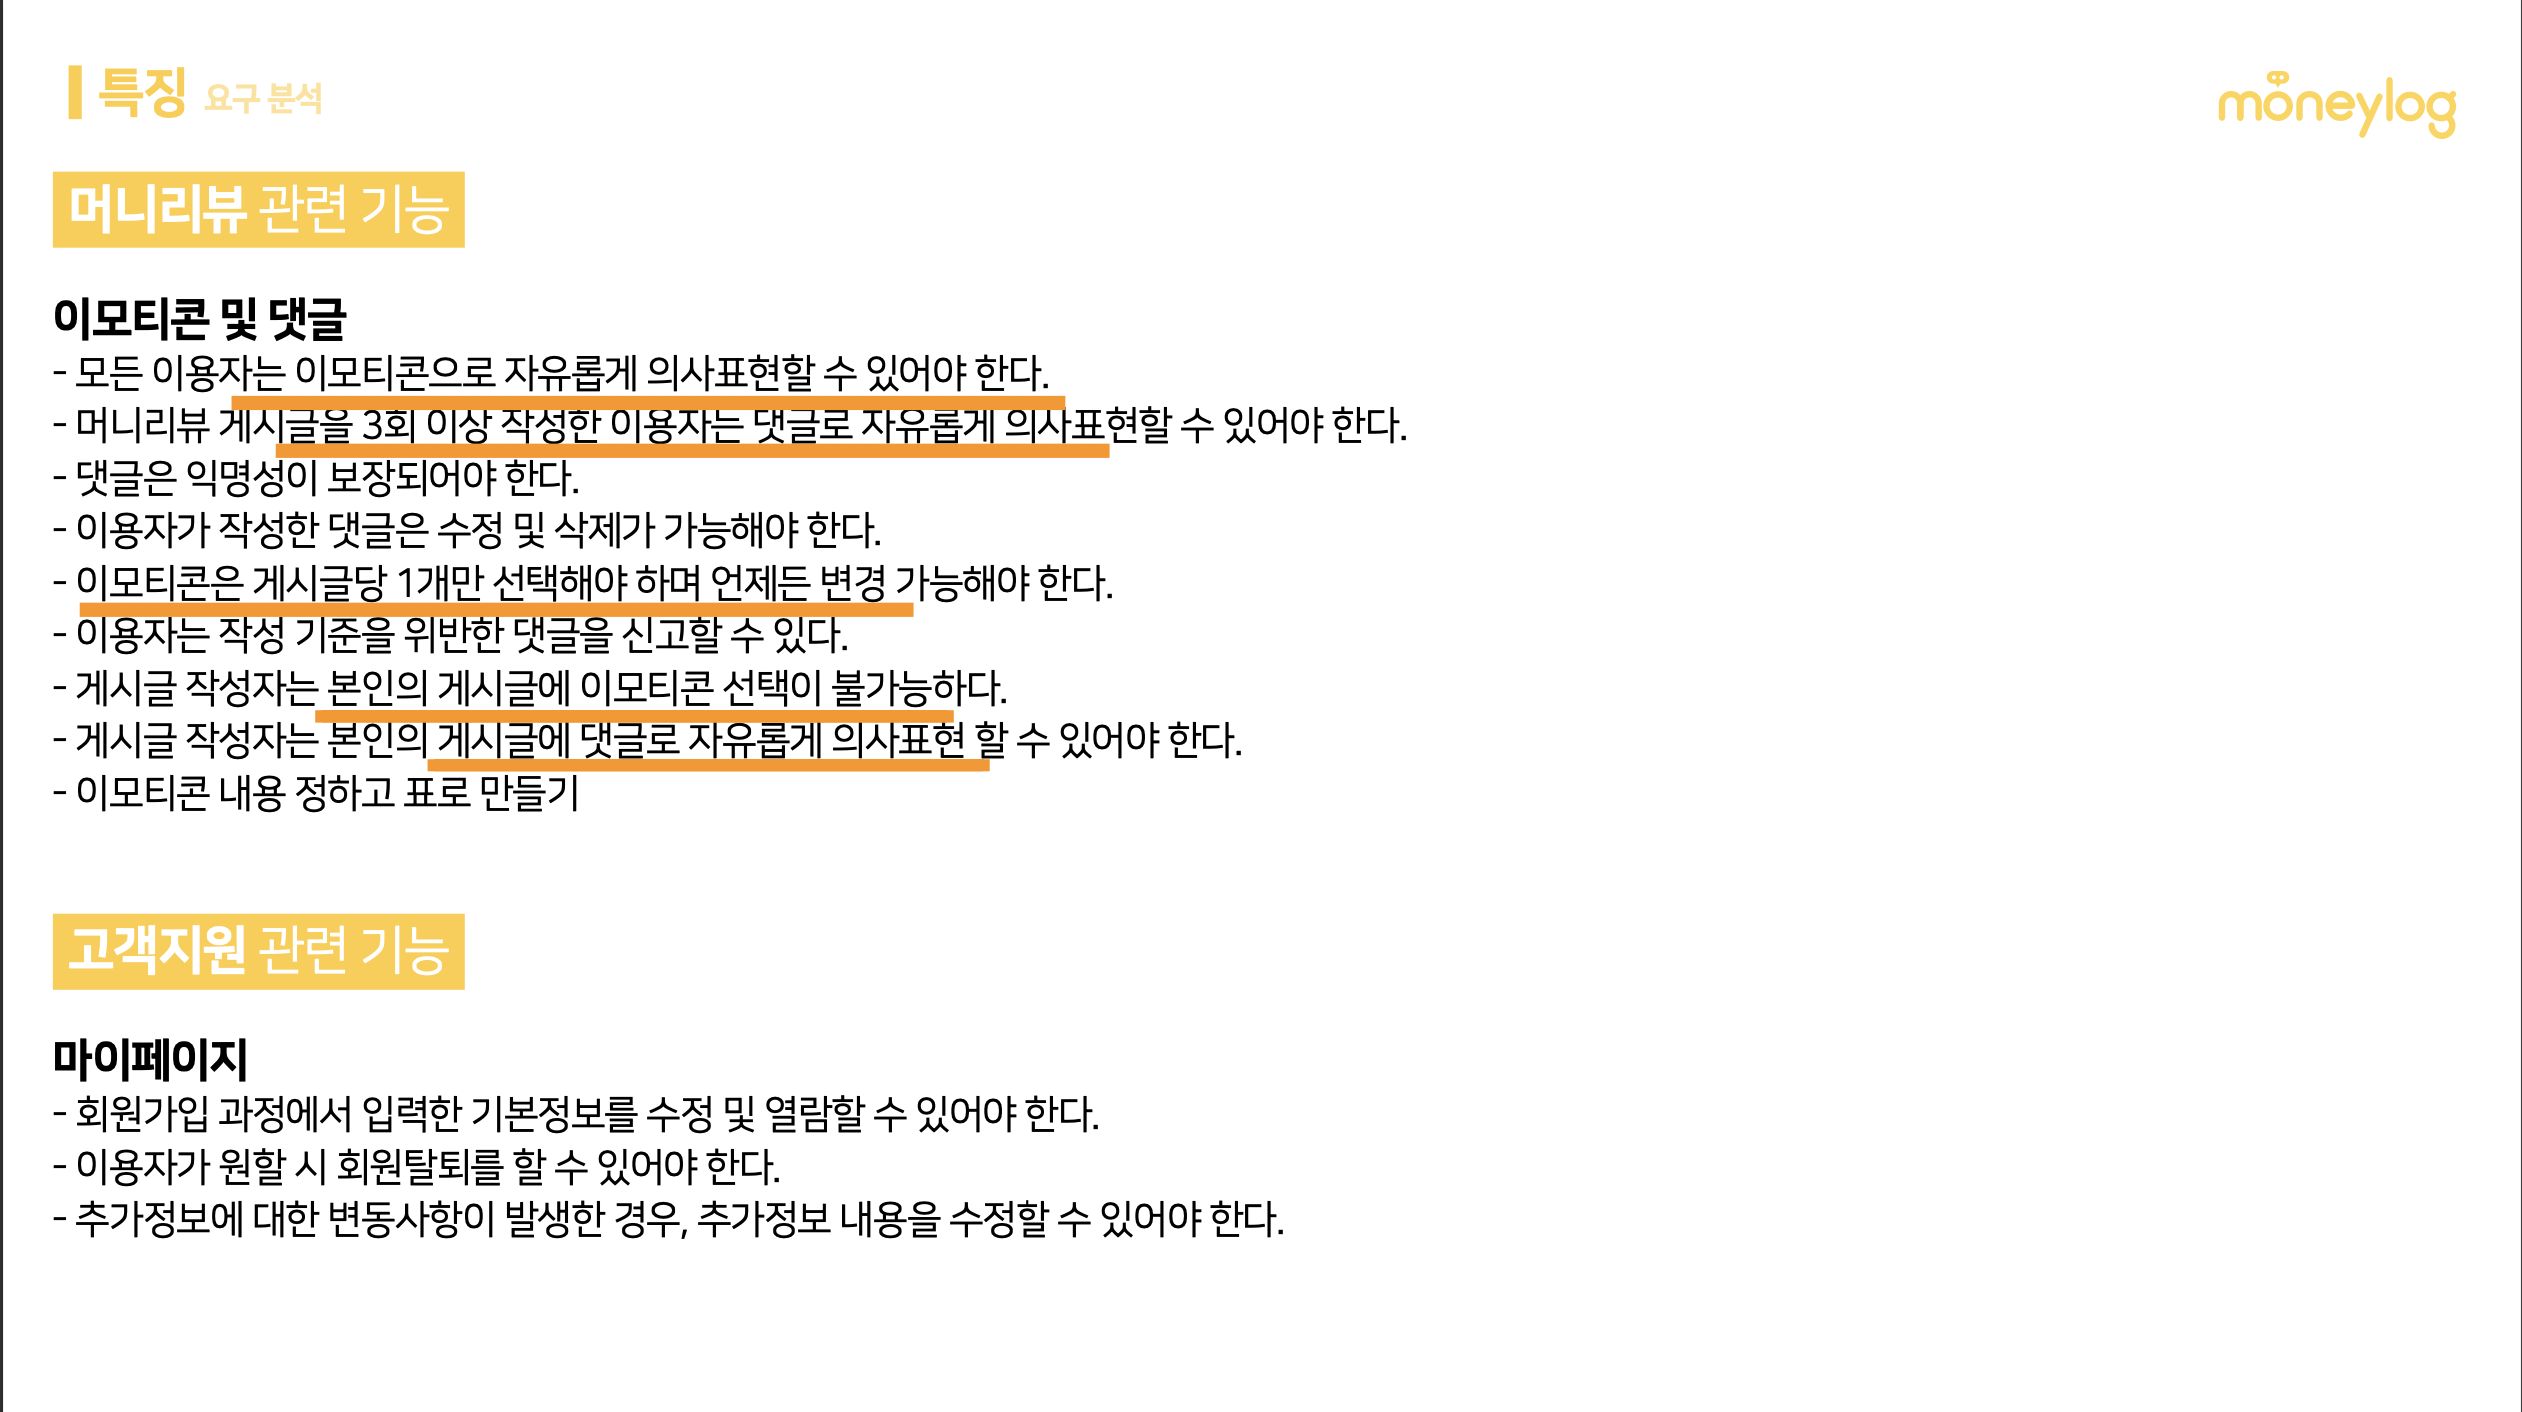 특징 요구 분석
moneylog
머니리뷰 관련 기능
이모티콘 및 댓글
- 모든 이용자는 이모티콘으로 자유롭게 의사표현할 수 있어야 한다.
- 머니리뷰 게시글을 3회 이상 작성한 이용자는 댓글로 자유롭게 의사표현할 수 있어야 한다.
- 댓글은 익명성이 보장되어야 한다.
- 이용자가 작성한 댓글은 수정 및 삭제가 가능해야 한다.
- 이모티콘은 게시글당 1개만 선택해야 하며 언제든 변경 가능해야 한다.
- 이용자는 작성 기준을 위반한 댓글을 신고할 수 있다.
- 게시글 작성자는 본인의 게시글에 이모티콘 선택이 불가능하다.
- 게시글 작성자는 본인의 게시글에 댓글로 자유롭게 의사표현 할 수 있어야 한다.
- 이모티콘 내용 정하고 표로 만들기
고객지원 관련 기능
마이페이지
- 회원가입 과정에서 입력한 기본정보를 수정 및 열람할 수 있어야 한다.
- 이용자가 원할 시 회원탈퇴를 할 수 있어야 한다.
- 추가정보에 대한 변동사항이 발생한 경우, 추가정보 내용을 수정할 수 있어야 한다.